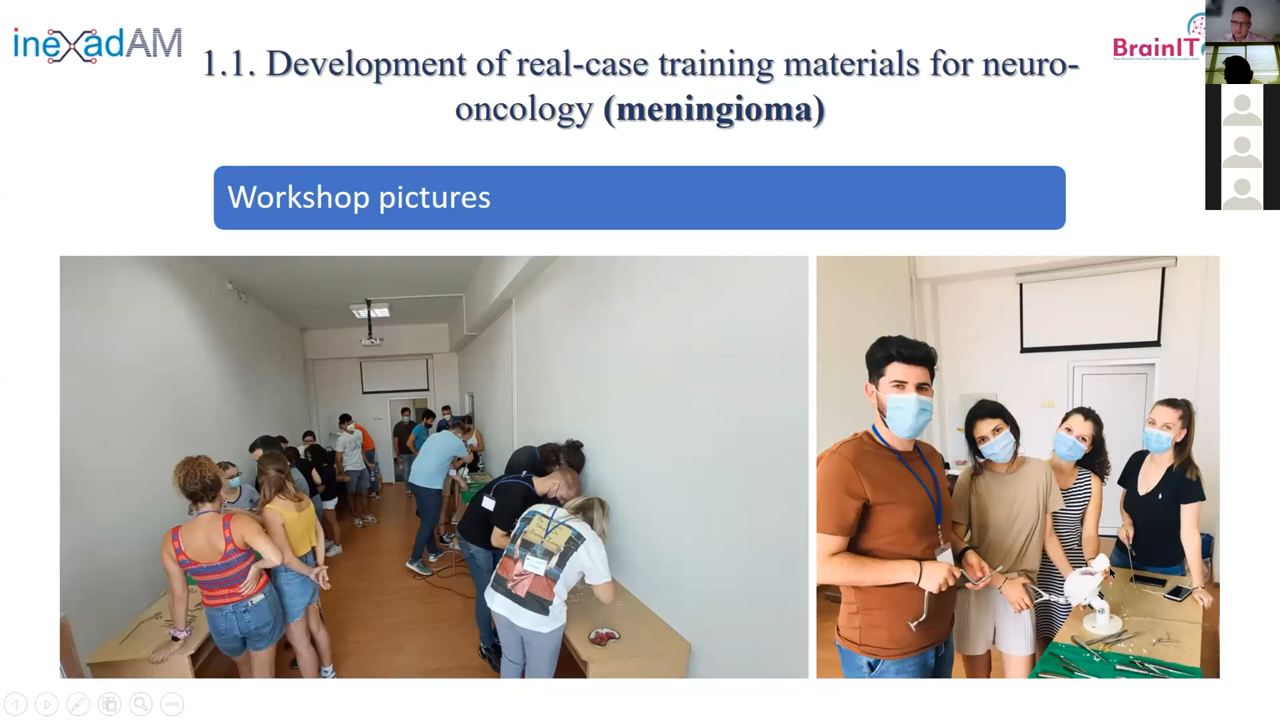 inexadAM
BrainIT
1.1. Development of real-case training materials for neuro-
oncology (meningioma)
Workshop pictures